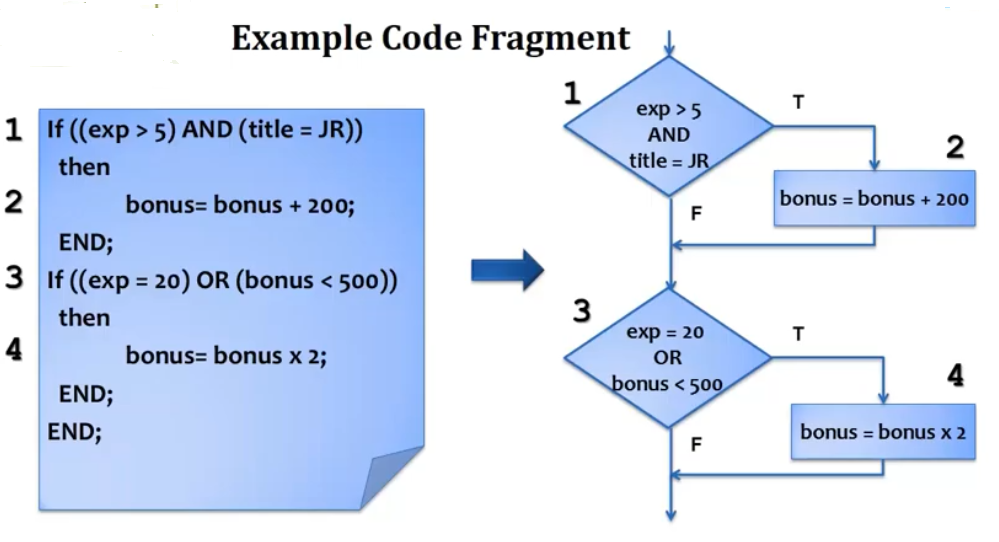 Example Code Fragment
1 If ((exp > 5) AND (title = JR))
then
2 bonus= bonus + 200;
END;
3 If ((exp = 20) OR (bonus < 500))
then
4 bonus= bonus x 2;
END;
END;
1
exp > 5
AND
title = JR
T
F
2
bonus = bonus + 200
3
exp = 20
OR
bonus < 500
T
F
4
bonus = bonus x 2